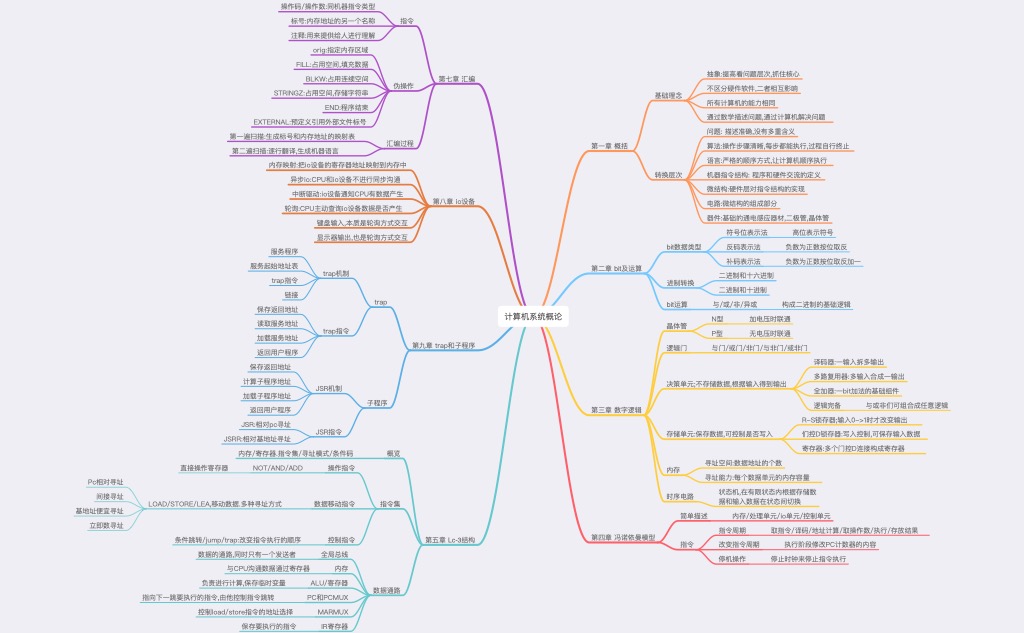 计算机系统概论
第一章 概括
基础理念
抽象:提高看问题层次,抓住核心
不区分硬件软件,二者相互影响
所有计算机的能力相同
通过数学描述问题,通过计算机解决问题
转换层次
问题: 描述准确,没有多重含义
算法:操作步骤清晰,每步都能执行,过程自行终止
语言:严格的顺序方式,让计算机顺序执行
机器指令结构: 程序和硬件交流的定义
微结构:硬件层对指令结构的实现
电路:微结构的组成部分
器件:基础的通电感应器材,二极管,晶体管
第二章 bit及运算
bit数据类型
符号位表示法 高位表示符号
反码表示法 负数为正数按位取反
补码表示法 负数为正数按位取反加一
进制转换
二进制和十六进制
二进制和十进制
bit运算 与/或/非/异或 构成二进制的基础逻辑
第三章 数字逻辑
晶体管
N型 加电压时联通
P型 无电压时联通
逻辑门 与门/或门/非门/与非门/或非门
决策单元;不存储数据,根据输入得到输出
译码器:一输入拆多输出
多路复用器:多输入合成一输出
全加器:一bit加法的基础组件
逻辑完备 与或非们可组合成任意逻辑
存储单元:保存数据,可控制是否写入
R-S锁存器;输入0->1时才改变输出
们控D锁存器:写入控制,可保存输入数据
寄存器:多个门控D连接构成寄存器
内存
寻址空间:数据地址的个数
寻址能力:每个数据单元的内存容量
时序电路
状态机,在有限状态内根据存储数
据和输入数据在状态间切换
第四章 冯诺依曼模型
简单描述 内存/处理单元/io单元/控制单元
指令
指令周期 取指令/译码/地址计算/取操作数/执行/存放结果
改变指令周期 执行阶段修改PC计数器的内容
停机操作 停止时钟来停止指令执行
第五章 Lc-3结构
概览 内存/寄存器,指令集/寻址模式/条件码
指令集
操作指令 NOT/AND/ADD 直接操作寄存器
数据移动指令 LOAD/STORE/LEA,移动数据,多种寻址方式
Pc相对寻址
间接寻址
基地址便宜寻址
立即数寻址
控制指令 条件跳转/jump/trap:改变指令执行的顺序
数据通路
全局总线 数据的通路,同时只有一个发送者
内存 与CPU沟通数据通过寄存器
ALU/寄存器 负责进行计算,保存临时变量
PC和PCMUX 指向下一跳要执行的指令,由他控制指令跳转
MARMUX 控制load/store指令的地址选择
IR寄存器 保存要执行的指令
第七章 汇编
指令
操作码/操作数:同机器指令类型
标号:内存地址的另一个名称
注释:用来提供给人进行理解
伪操作
orig:指定内存区域
FILL:占用空间,填充数据
BLKW:占用连续空间
STRINGZ:占用空间,存储字符串
END:程序结束
EXTERNAL:预定义引用外部文件标号
汇编过程
第一遍扫描:生成标号和内存地址的映射表
第二遍扫描:逐行翻译,生成机器语言
第八章 io设备
内存映射:把io设备的寄存器地址映射到内存中
异步io:CPU和io设备不进行同步沟通
中断驱动:io设备通知CPU有数据产生
轮询:CPU主动查询io设备数据是否产生
键盘输入,本质是轮询方式交互
显示器输出,也是轮询方式交互
第九章 trap和子程序
trap
trap机制
服务程序
服务起始地址表
trap指令
链接
trap指令
保存返回地址
读取服务地址
加载服务地址
返回用户程序
子程序
JSR机制
保存返回地址
计算子程序地址
加载子程序地址
返回用户程序
JSR指令
JSR:相对pc寻址
JSRR:相对基地址寻址